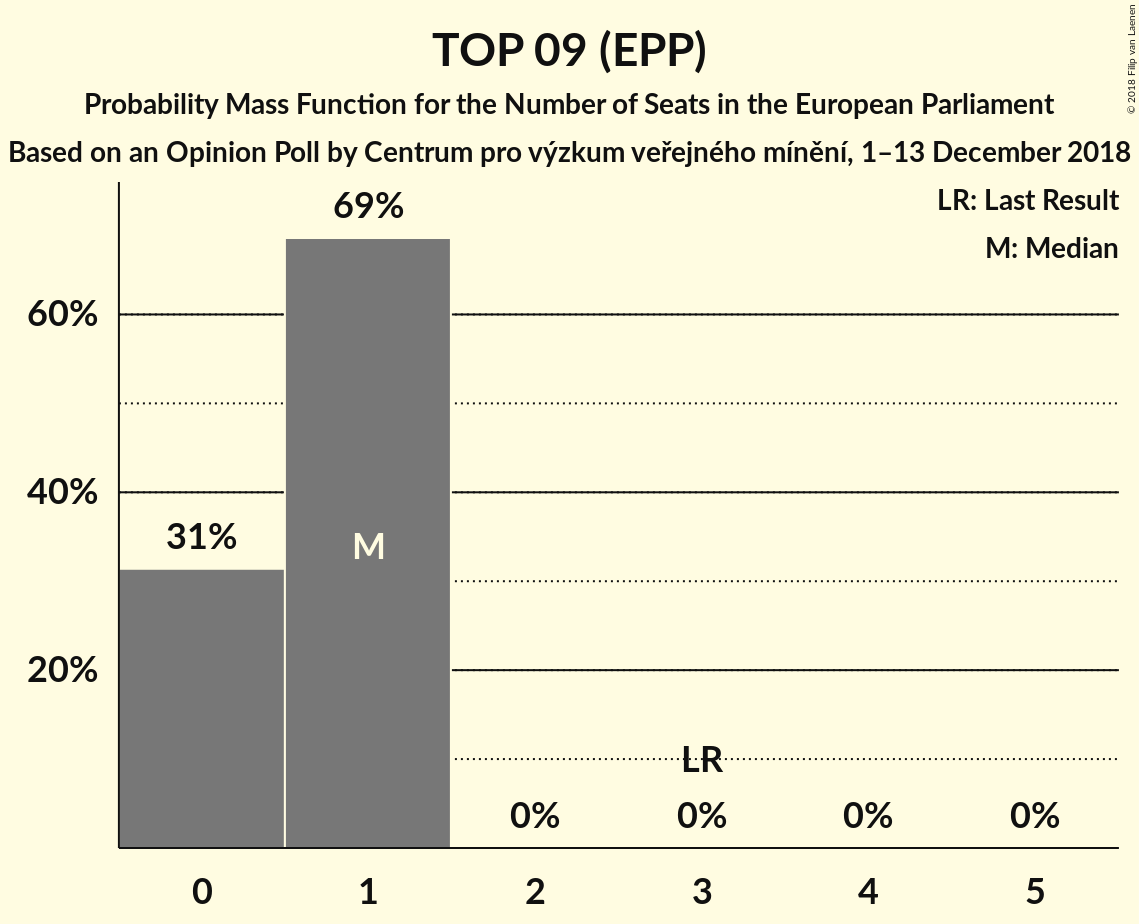 TOP 09 (EPP)
Probability Mass Function for the Number of Seats in the European Parliament
Based on an Opinion Poll by Centrum pro výzkum veřejného mínění, 1–13 December 2018
© 2018 Filip van Laenen
LR: Last Result
M: Median
69%
60%
40%
31%
M
20%
LR
0% 0% 0% 0%
0 1 2 3 4 5